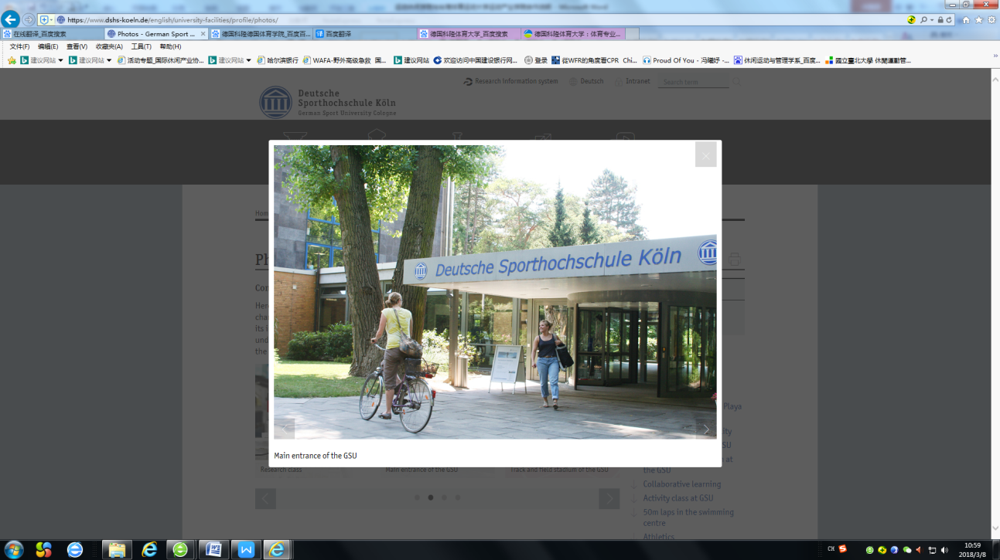 https://www.dshs-koeln.de/english/university-facilities/profile/photos/
在线翻译_百度搜索
Photos - German Sport ...
德国科隆德国体育学院_百度百...
百度翻译
德国科隆体育大学_百度搜索
德国科隆体育大学:体育专业...
文件(F) 编辑(E) 查看(V) 收藏夹(A) 工具(T) 帮助(H)
建议网站 建议网站 活动专题_国际休闲产业协... 建议网站 哈尔滨银行 WAFA-野外高级急救 国... 建议网站 欢迎访问中国建设银行网... 登录 從WFR的角度看CPR Chi... Proud Of You - 冯曦妤 -... 休闲运动与管理学系_百度... 國立臺北大學 休閒運動管...
Research Information system Deutsch Intranet Search term
Deutsche
Sporthochschule Köln
German Sport University Cologne
Deutsche Sporthochschule Köln
Main entrance of the GSU
Research class
Main entrance of the GSU
Track and field stadium of the GSU
Playa
the GSU
Collaborative learning
Activity class at GSU
50m laps in the swimming
centre
Athletics
CH
10:59
2018/3/8